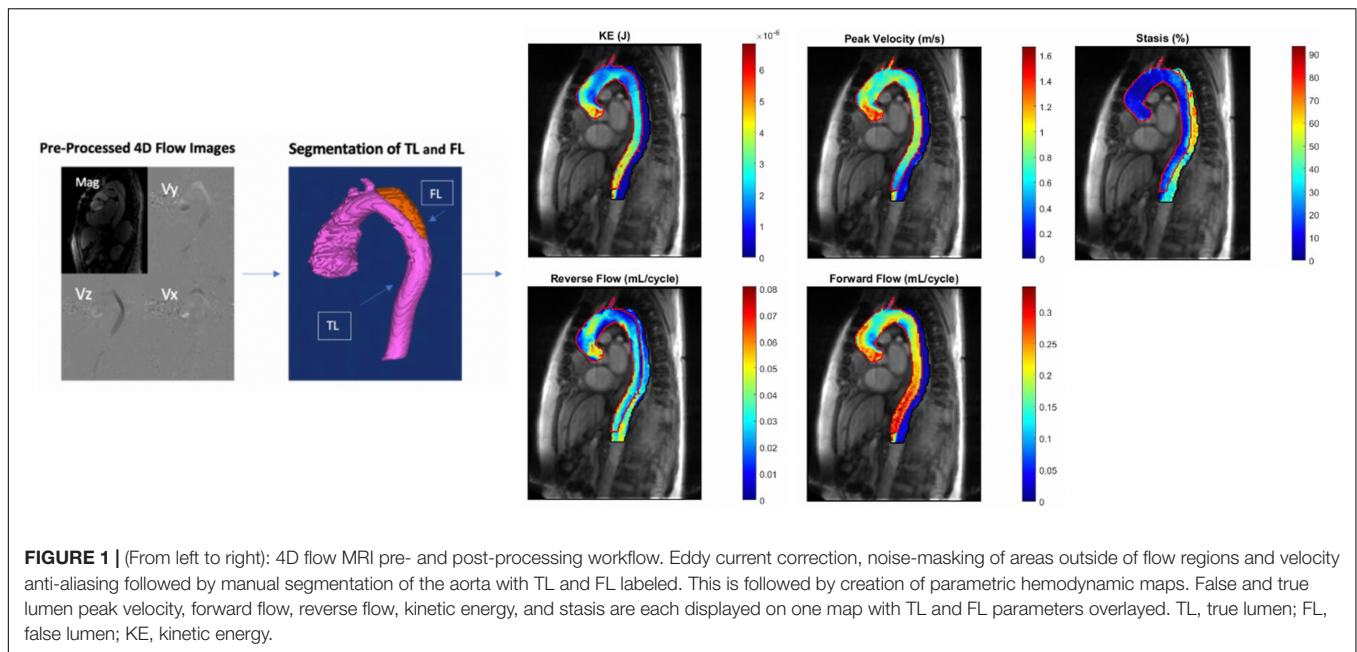 Pre-Processed 4D Flow Images
Mag
Vy
Vz
Vx
Segmentation of TL and FL
FL
TL
KE (J)
×10⁻⁶
6
5
4
3
2
1
0
Peak Velocity (m/s)
1.6
1.4
1.2
1
0.8
0.6
0.4
0.2
0
Stasis (%)
90
80
70
60
50
40
30
20
10
0
Reverse Flow (mL/cycle)
0.08
0.07
0.06
0.05
0.04
0.03
0.02
0.01
0
Forward Flow (mL/cycle)
0.3
0.25
0.2
0.15
0.1
0.05
0
FIGURE 1 | (From left to right): 4D flow MRI pre- and post-processing workflow. Eddy current correction, noise-masking of areas outside of flow regions and velocity
anti-aliasing followed by manual segmentation of the aorta with TL and FL labeled. This is followed by creation of parametric hemodynamic maps. False and true
lumen peak velocity, forward flow, reverse flow, kinetic energy, and stasis are each displayed on one map with TL and FL parameters overlayed. TL, true lumen; FL,
false lumen; KE, kinetic energy.